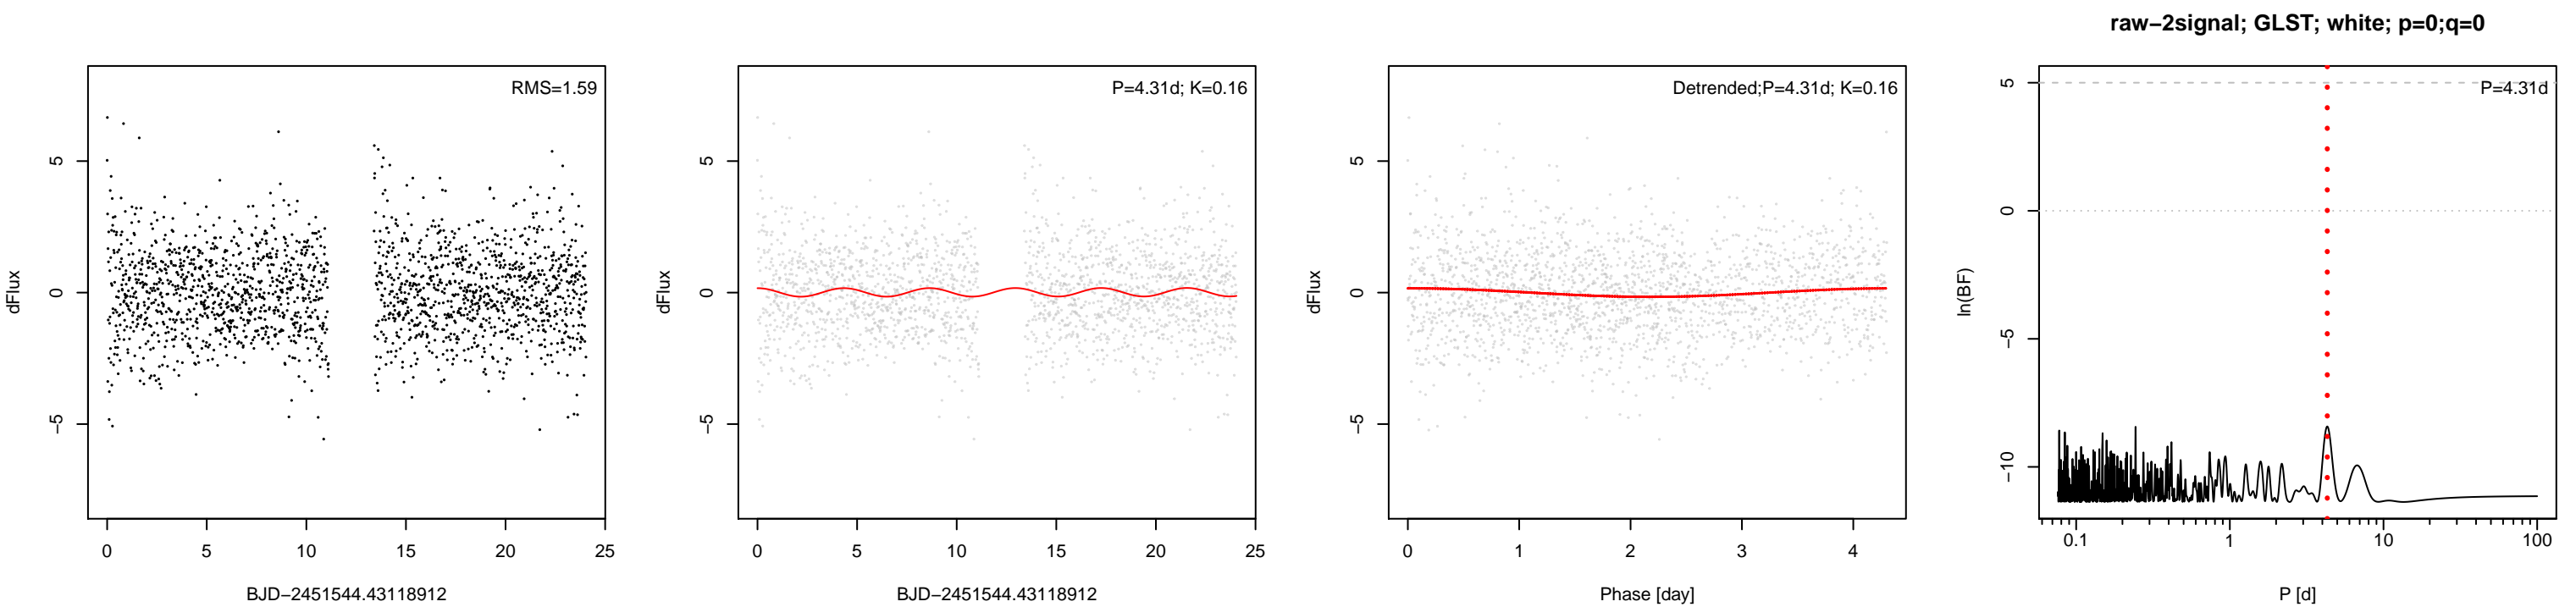 raw−2signal; GLST; white; p=0;q=0
RMS=1.59
dFlux
5
0
−5
0 5 10 15 20 25
BJD−2451544.43118912
P=4.31d; K=0.16
dFlux
5
0
−5
0 5 10 15 20 25
BJD−2451544.43118912
Detrended;P=4.31d; K=0.16
dFlux
5
0
−5
0 1 2 3 4
Phase [day]
P=4.31d
ln(BF)
5
0
−5
−10
0.1 1 10 100
P [d]